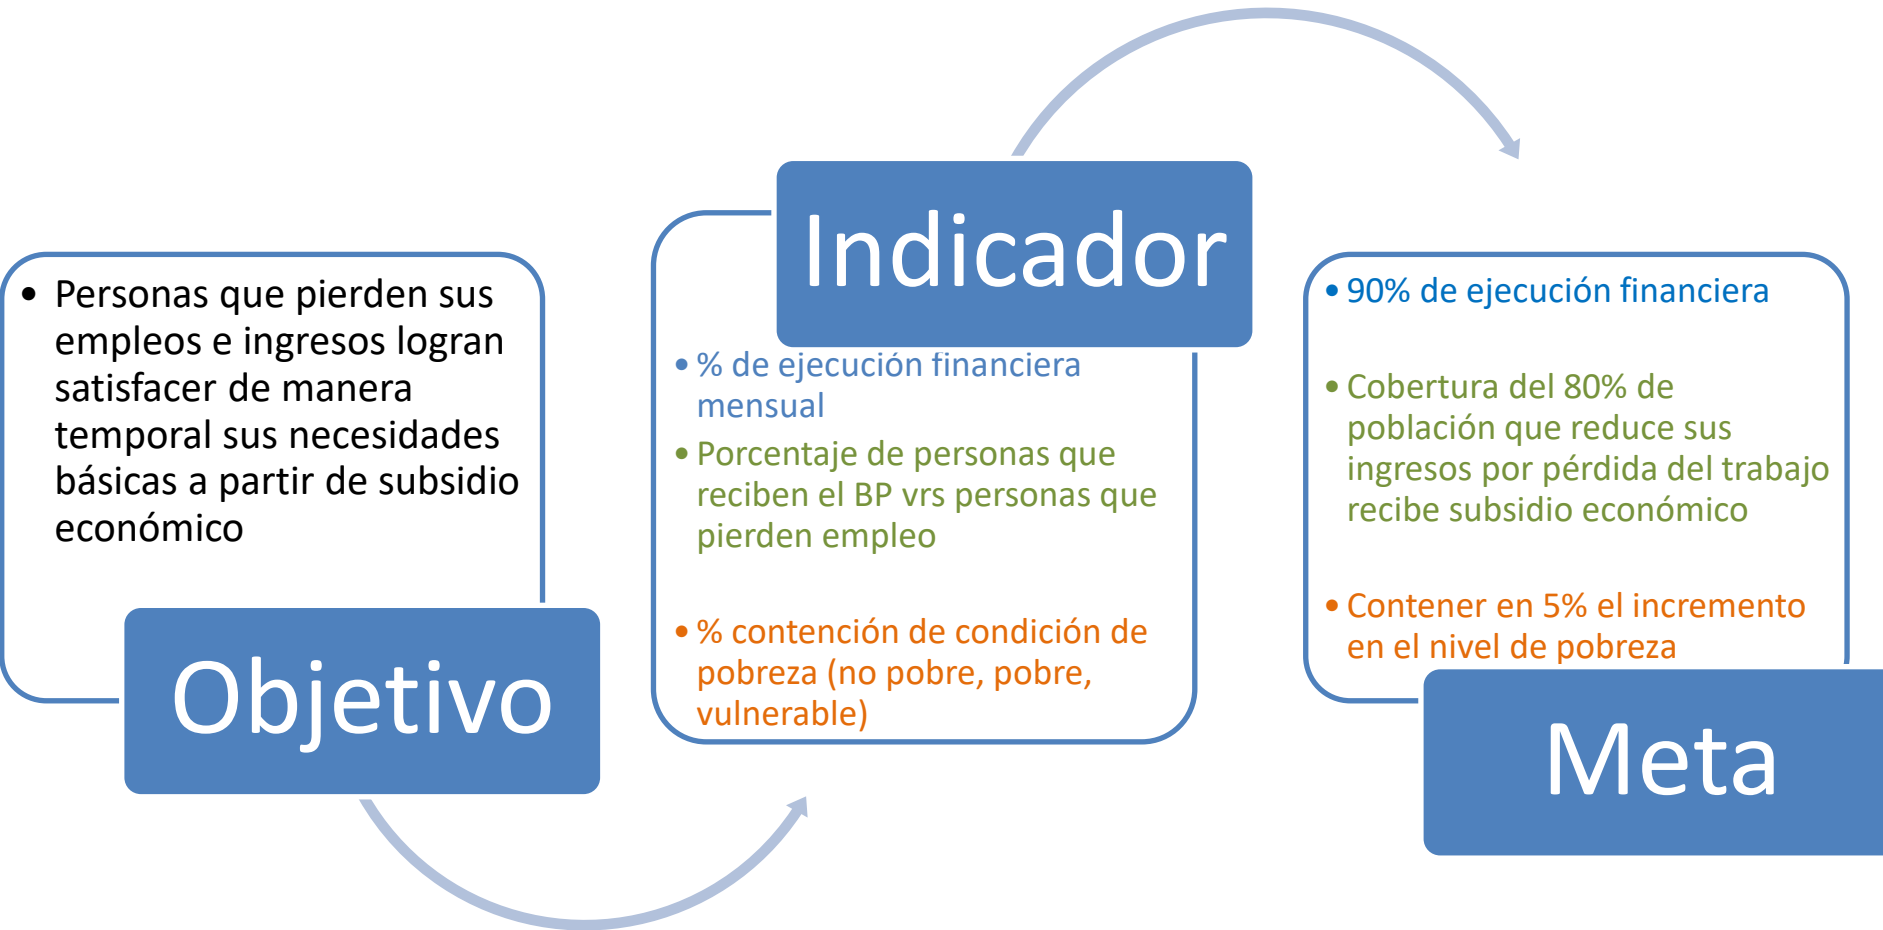 • Personas que pierden sus
empleos e ingresos logran
satisfacer de manera
temporal sus necesidades
básicas a partir de subsidio
económico
Objetivo
Indicador
• % de ejecución financiera
mensual
• Porcentaje de personas que
reciben el BP vrs personas que
pierden empleo
• % contención de condición de
pobreza (no pobre, pobre,
vulnerable)
• 90% de ejecución financiera
• Cobertura del 80% de
población que reduce sus
ingresos por pérdida del trabajo
recibe subsidio económico
• Contener en 5% el incremento
en el nivel de pobreza
Meta